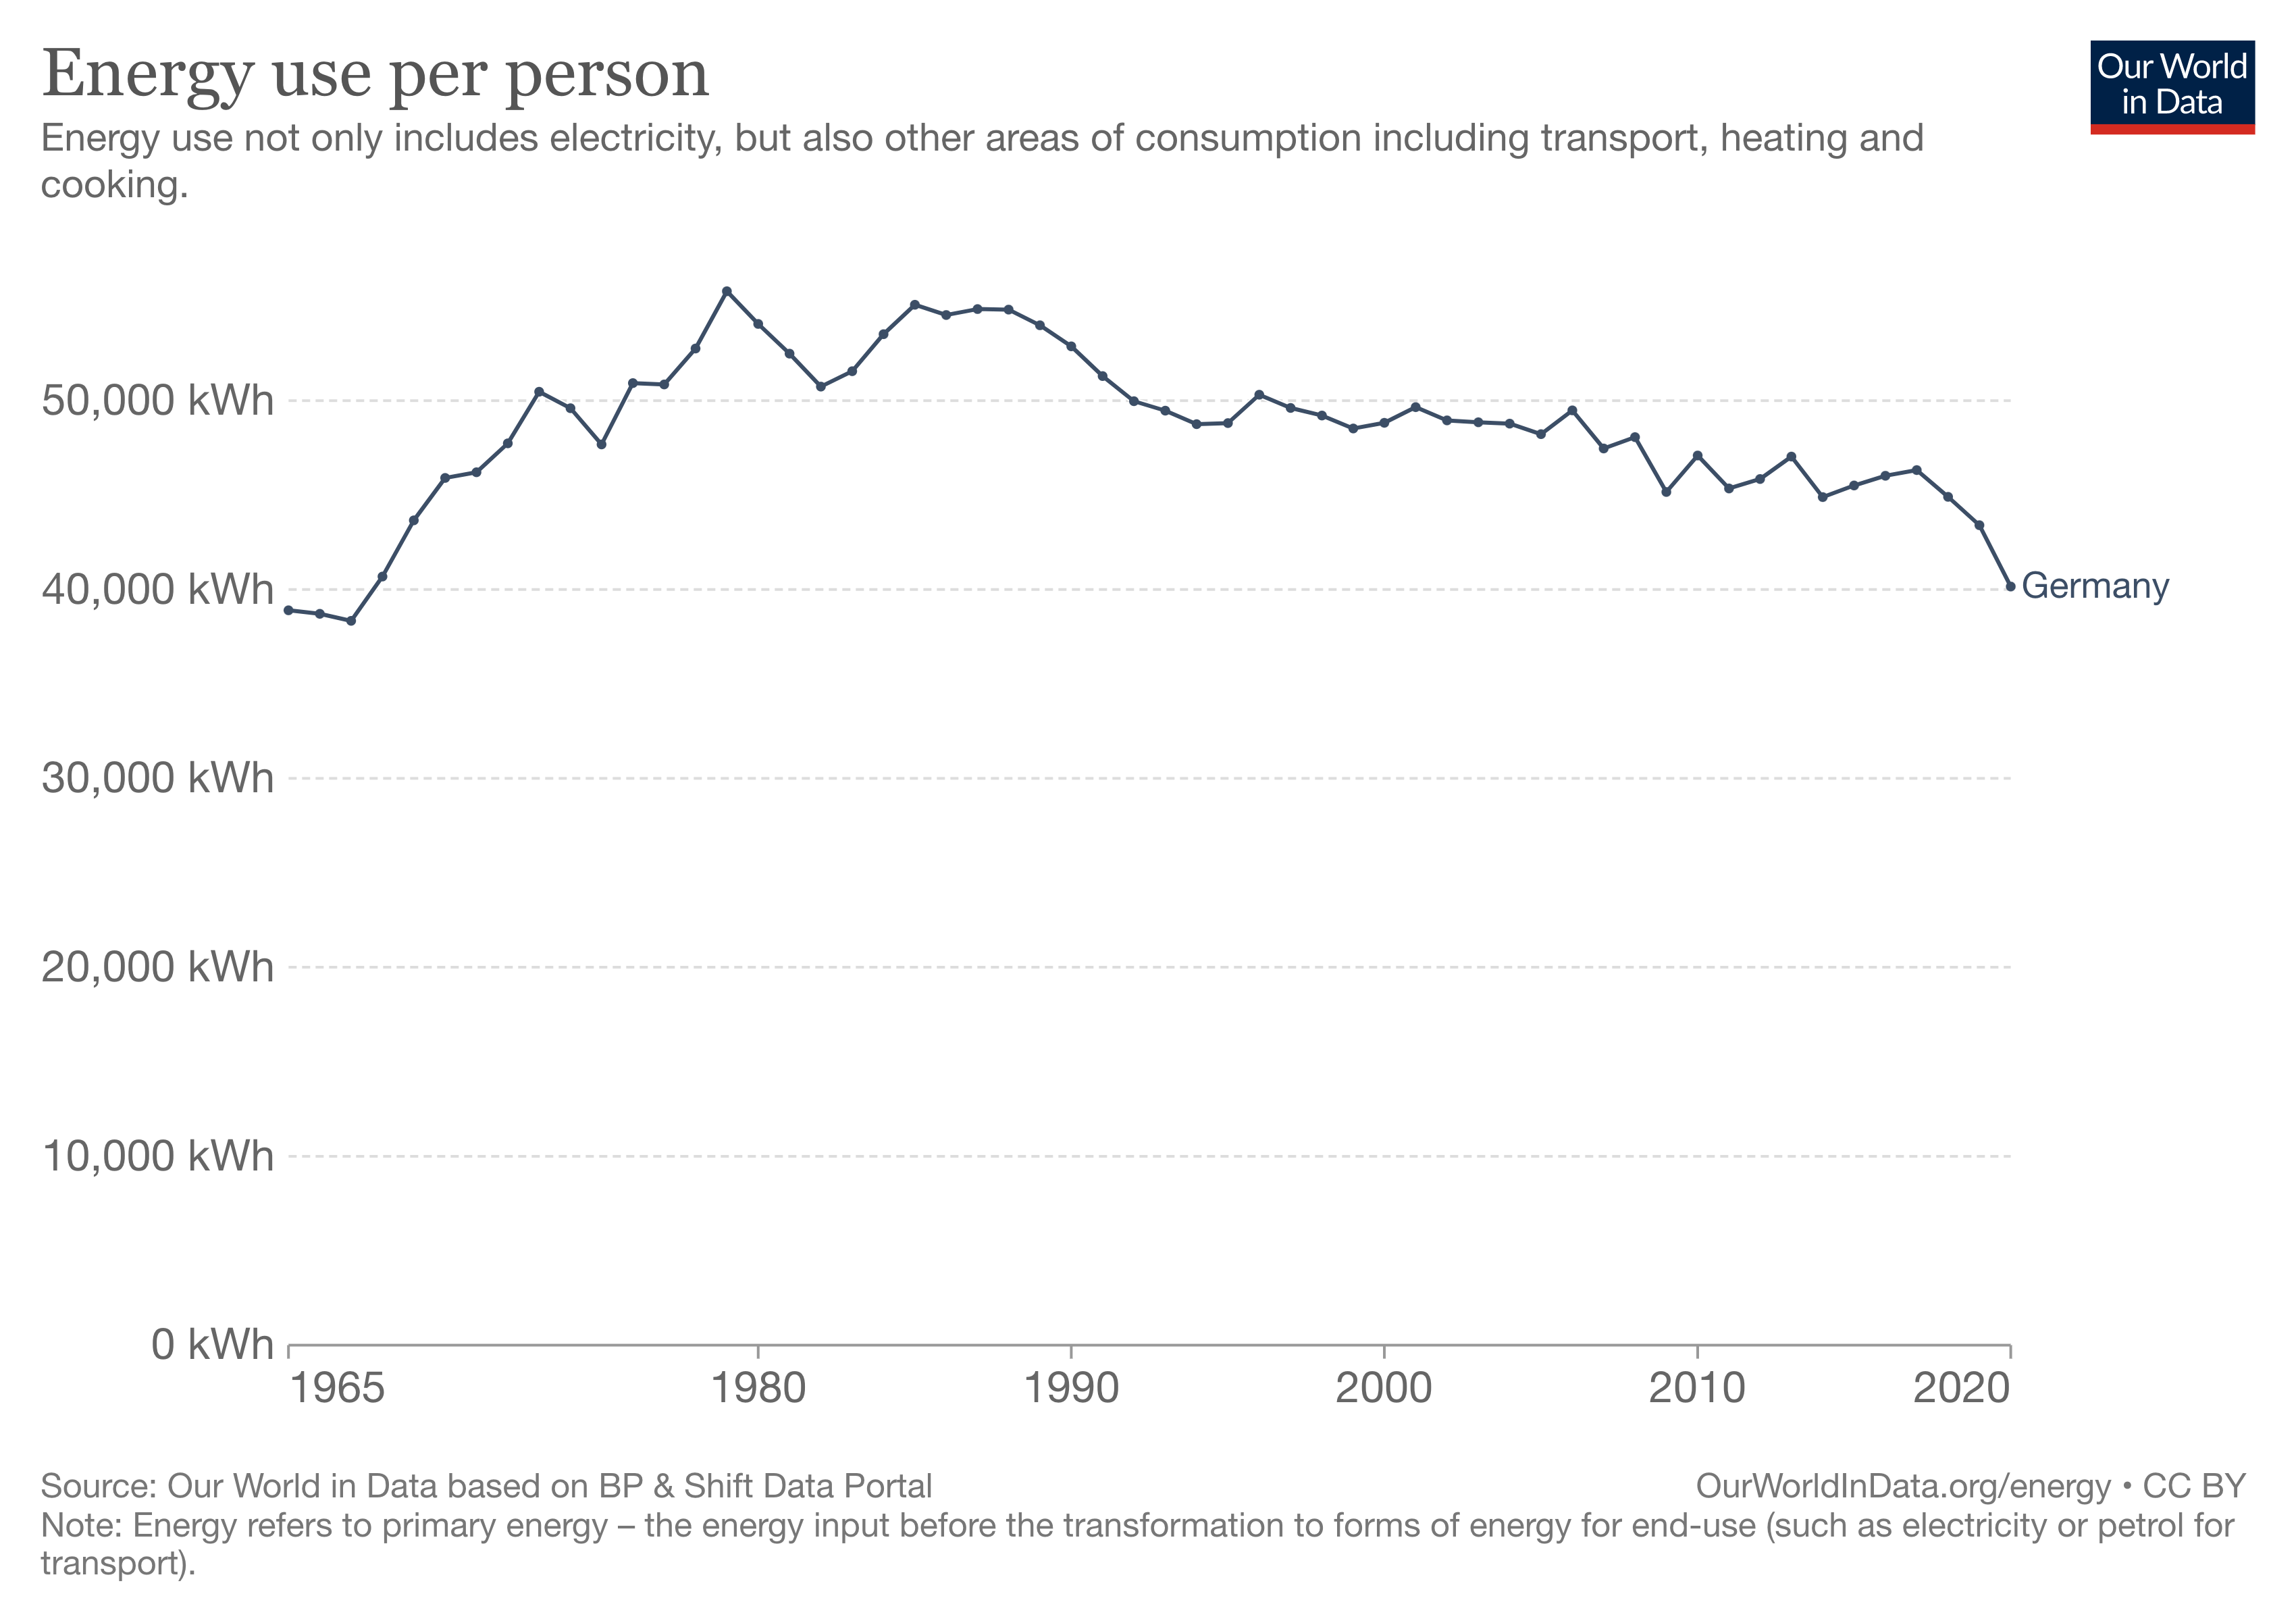 Energy use per person
Our World
in Data
Energy use not only includes electricity, but also other areas of consumption including transport, heating and
cooking.
50,000 kWh
40,000 kWh
Germany
30,000 kWh
20,000 kWh
10,000 kWh
0 kWh
1965
1980
1990
2000
2010
2020
Source: Our World in Data based on BP & Shift Data Portal
OurWorldInData.org/energy • CC BY
Note: Energy refers to primary energy – the energy input before the transformation to forms of energy for end-use (such as electricity or petrol for
transport).